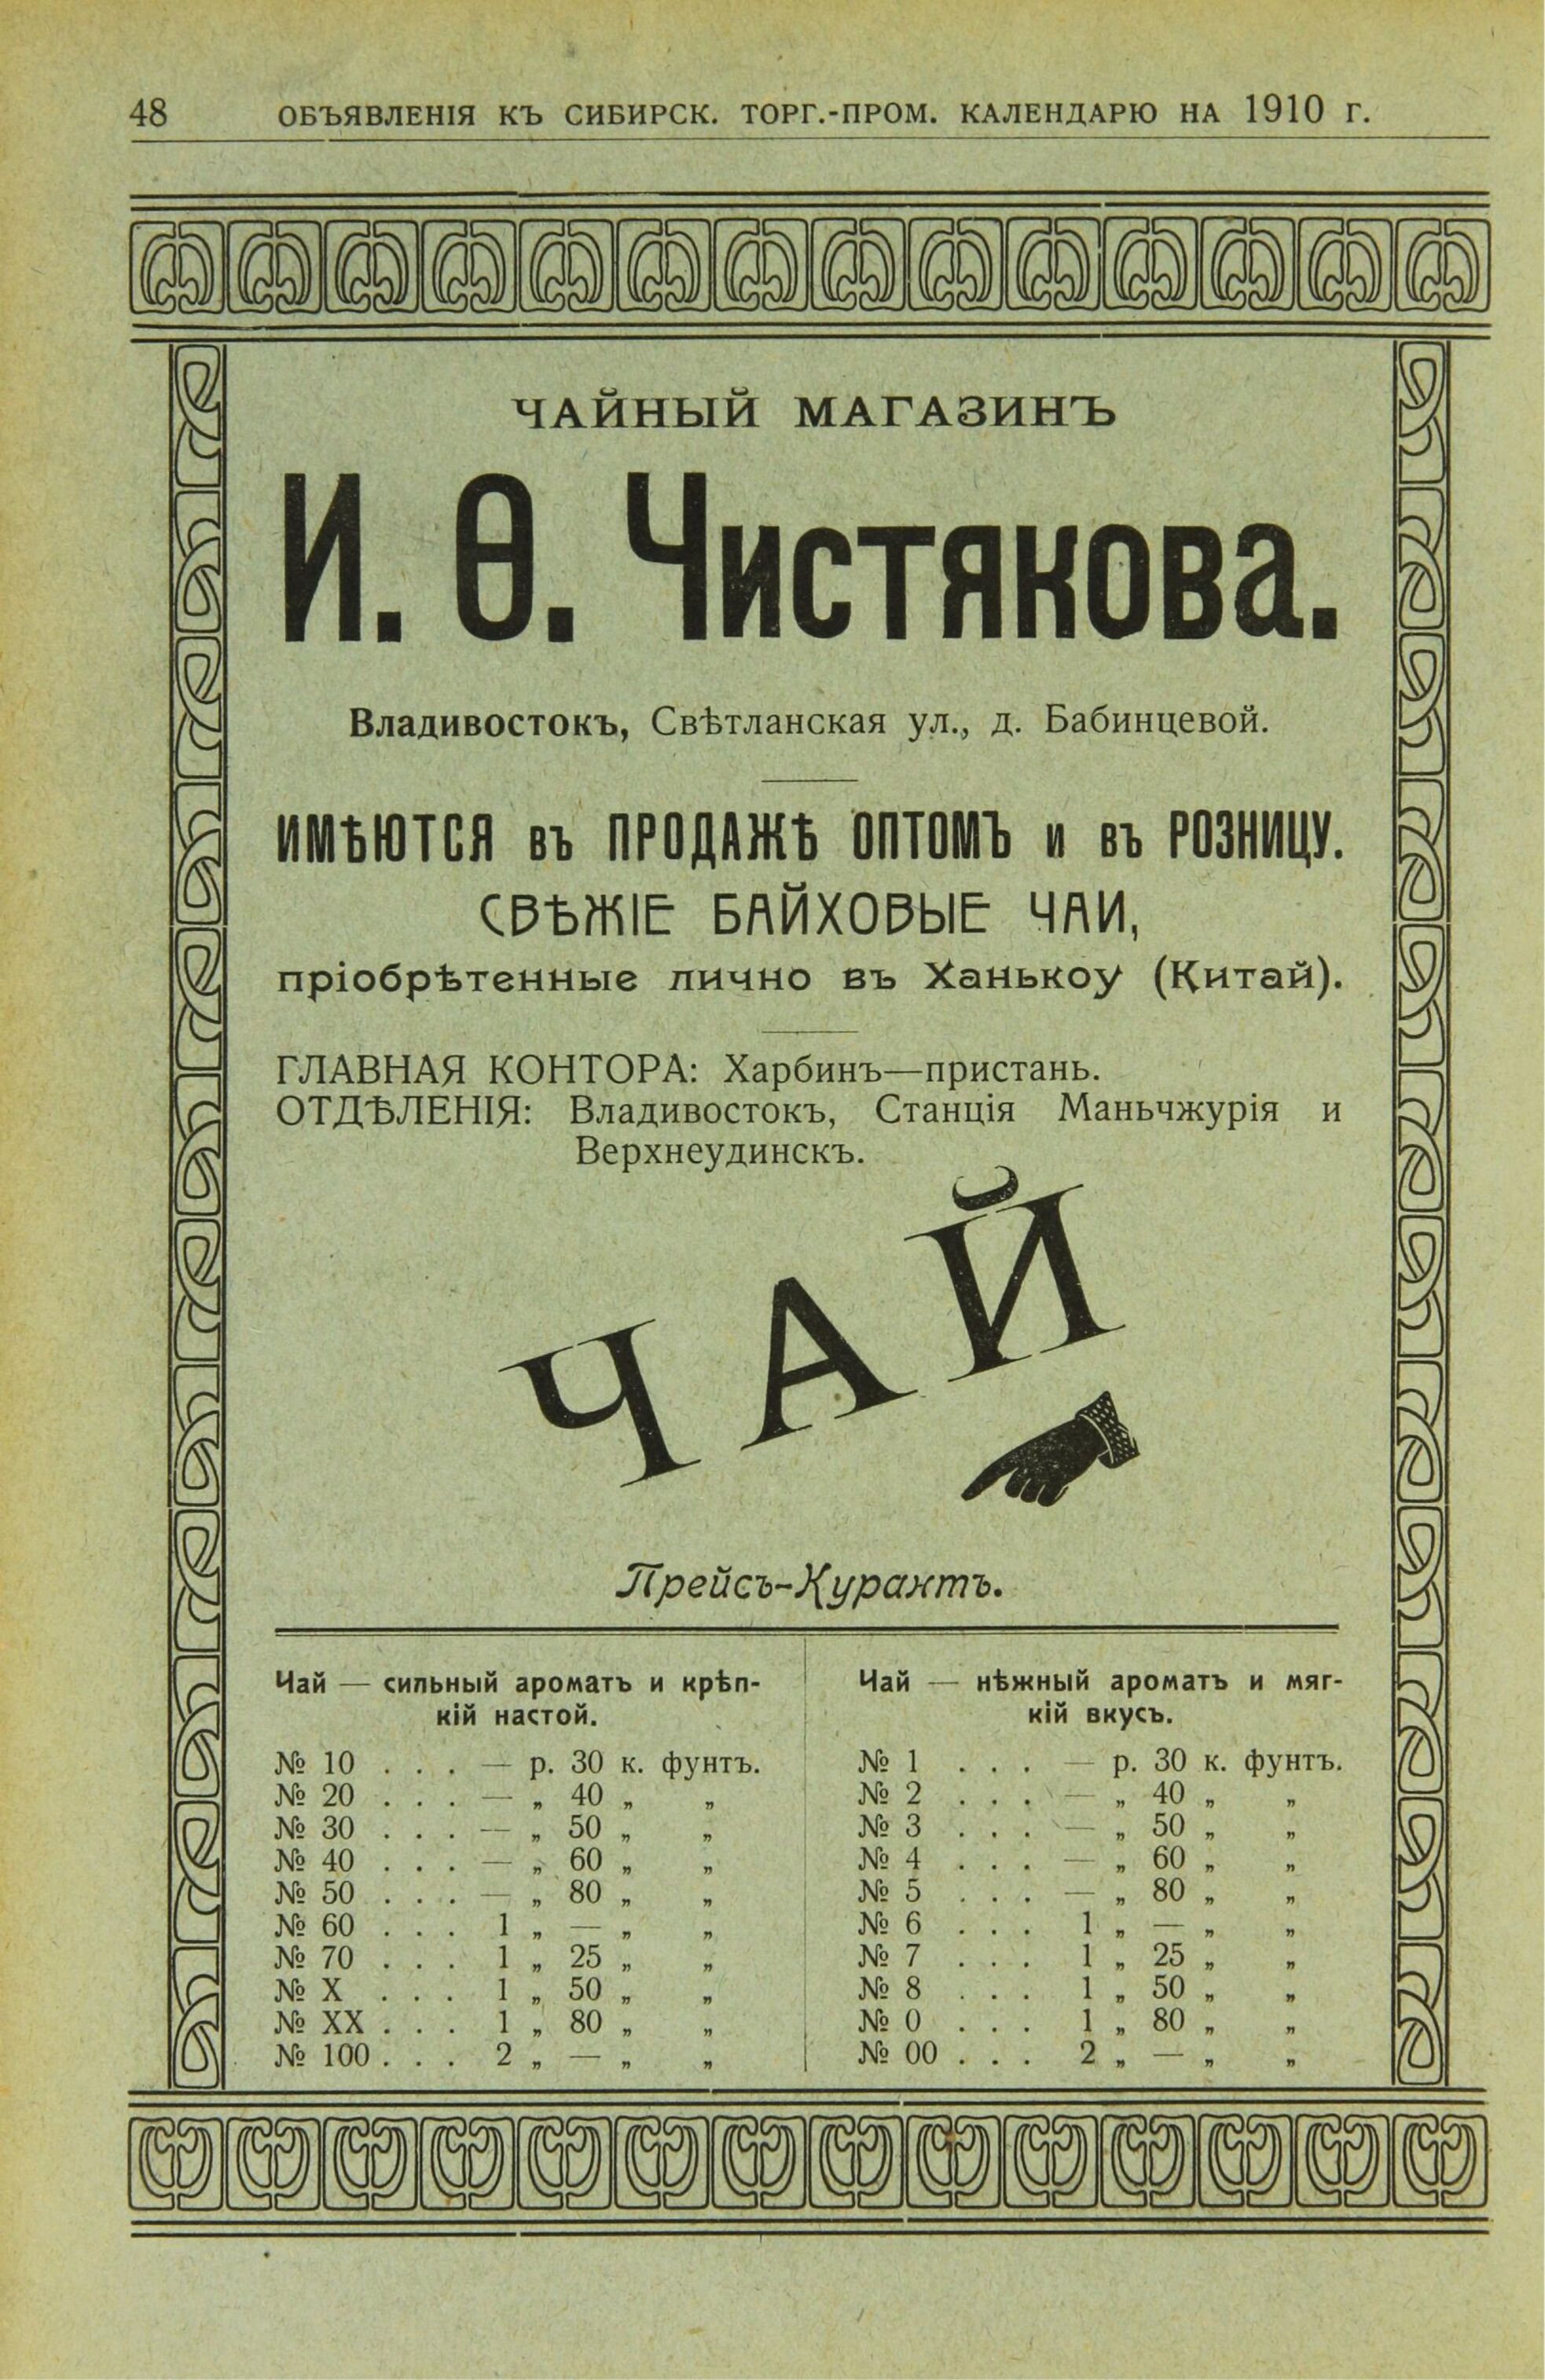 48 ОБЪЯВЛЕНІЯ КЪ СИБИРСК. ТОРГ.-ПРОМ. КАЛЕНДАРЮ НА 1910 Г.
ЧАЙНЫЙ МАГАЗИНЪ
И. Ѳ. Чистякова.
Владивостокъ, Свѣтланская ул., д. Бабинцевой.
ИМѢЮТСЯ въ ПРОДАЖѢ ОПТОМЪ и въ РОЗНИЦУ.
СВѢЖІЕ БАЙХОВЫЕ ЧАИ,
пріобрѣтенные лично въ Ханькоу (Китай).
ГЛАВНАЯ КОНТОРА: Харбинъ—пристань.
ОТДѢЛЕНІЯ: Владивостокъ, Станція Маньчжурія и
Верхнеудинскъ.
ЧАЙ
Прейсъ-Курантъ.
Чай — сильный ароматъ и крѣп-
кій настой.
№ 10 . . . — р. 30 к. фунтъ.
№ 20 . . . — „ 40 „ „
№ 30 . . . — „ 50 „ „
№ 40 . . . — „ 60 „ „
№ 50 . . . — „ 80 „ „
№ 60 . . . 1 „ — „ „
№ 70 . . . 1 „ 25 „ „
№ X . . . 1 „ 50 „ „
№ XX . . . 1 „ 80 „ „
№ 100 . . . 2 „ — „ „
Чай — нѣжный ароматъ и мяг-
кій вкусъ.
№ 1 . . . — р. 30 к. фунтъ.
№ 2 . . . — „ 40 „ „
№ 3 . . . — „ 50 „ „
№ 4 . . . — „ 60 „ „
№ 5 . . . — „ 80 „ „
№ 6 . . . 1 „ — „ „
№ 7 . . . 1 „ 25 „ „
№ 8 . . . 1 „ 50 „ „
№ 0 . . . 1 „ 80 „ „
№ 00 . . . 2 „ — „ „